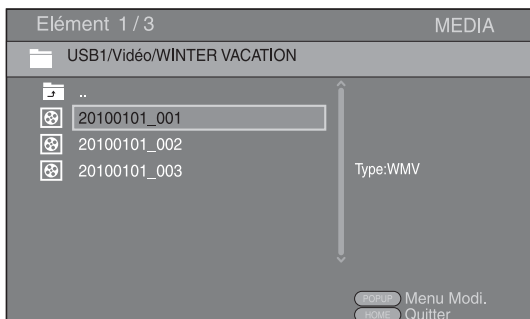 Elément 1 / 3 MEDIA
USB1/Vidéo/WINTER VACATION
..
20100101_001
20100101_002
20100101_003
Type:WMV
POPUP Menu Modi.
HOME Quitter